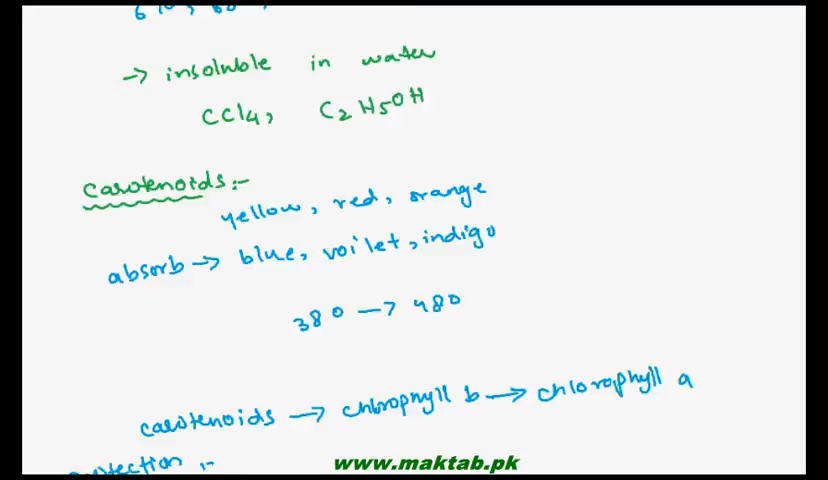 → insoluble in water
CCl4, C2H5OH
Carotenoids:-
yellow, red, orange
absorb → blue, voilet, indigo
380 → 480
carotenoids → chlrophyll b → chlorophyll a
www.maktab.pk